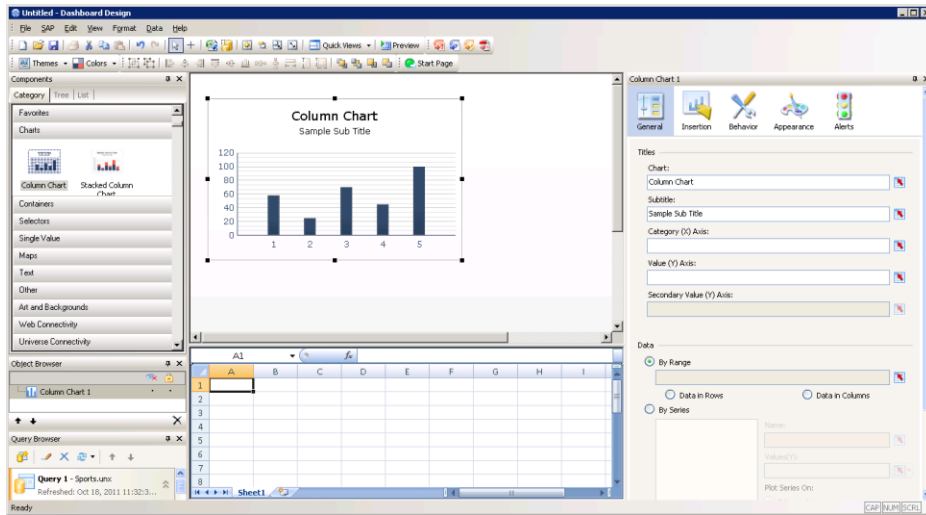 Untitled - Dashboard Design
File SAP Edit View Format Data Help
Quick Views Preview
Themes Colors Start Page
Components
Category Tree List
Favorites
Charts
Column Chart Stacked Column Chart
Containers
Selectors
Single Value
Maps
Text
Other
Art and Backgrounds
Web Connectivity
Universe Connectivity
Object Browser
Column Chart 1
Query Browser
Query 1 - Sports.unx
Refreshed: Oct 18, 2011 11:32:3...
Ready
Column Chart
Sample Sub Title
120
100
80
60
40
20
0
1 2 3 4 5
A1 fx
A B C D E F G H I
1
2
3
4
5
6
7
8
Sheet1
Column Chart 1
General Insertion Behavior Appearance Alerts
Titles
Chart:
Column Chart
Subtitle:
Sample Sub Title
Category (X) Axis:
Value (Y) Axis:
Secondary Value (Y) Axis:
Data
By Range
Data in Rows Data in Columns
By Series
Name:
Values(Y):
Plot Series On:
CAP NUM SCRL